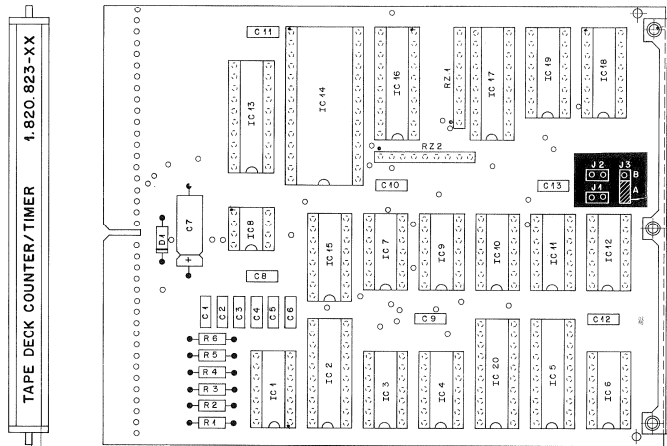 TAPE DECK COUNTER/TIMER 1.820.823-XX
C 11
IC 13
IC 14
IC 16
RZ 1
IC 17
IC 19
IC 18
RZ 2
C 10
C 13
J 2
J 3
B
J 1
A
D1
C 7
+
IC 8
IC 15
IC 7
IC 9
IC 10
IC 11
IC 12
C 8
C 1
C 2
C 3
C 4
C 5
C 6
C 9
C 12
R 6
R 5
R 4
R 3
R 2
R 1
IC 1
IC 2
IC 3
IC 4
IC 20
IC 5
IC 6